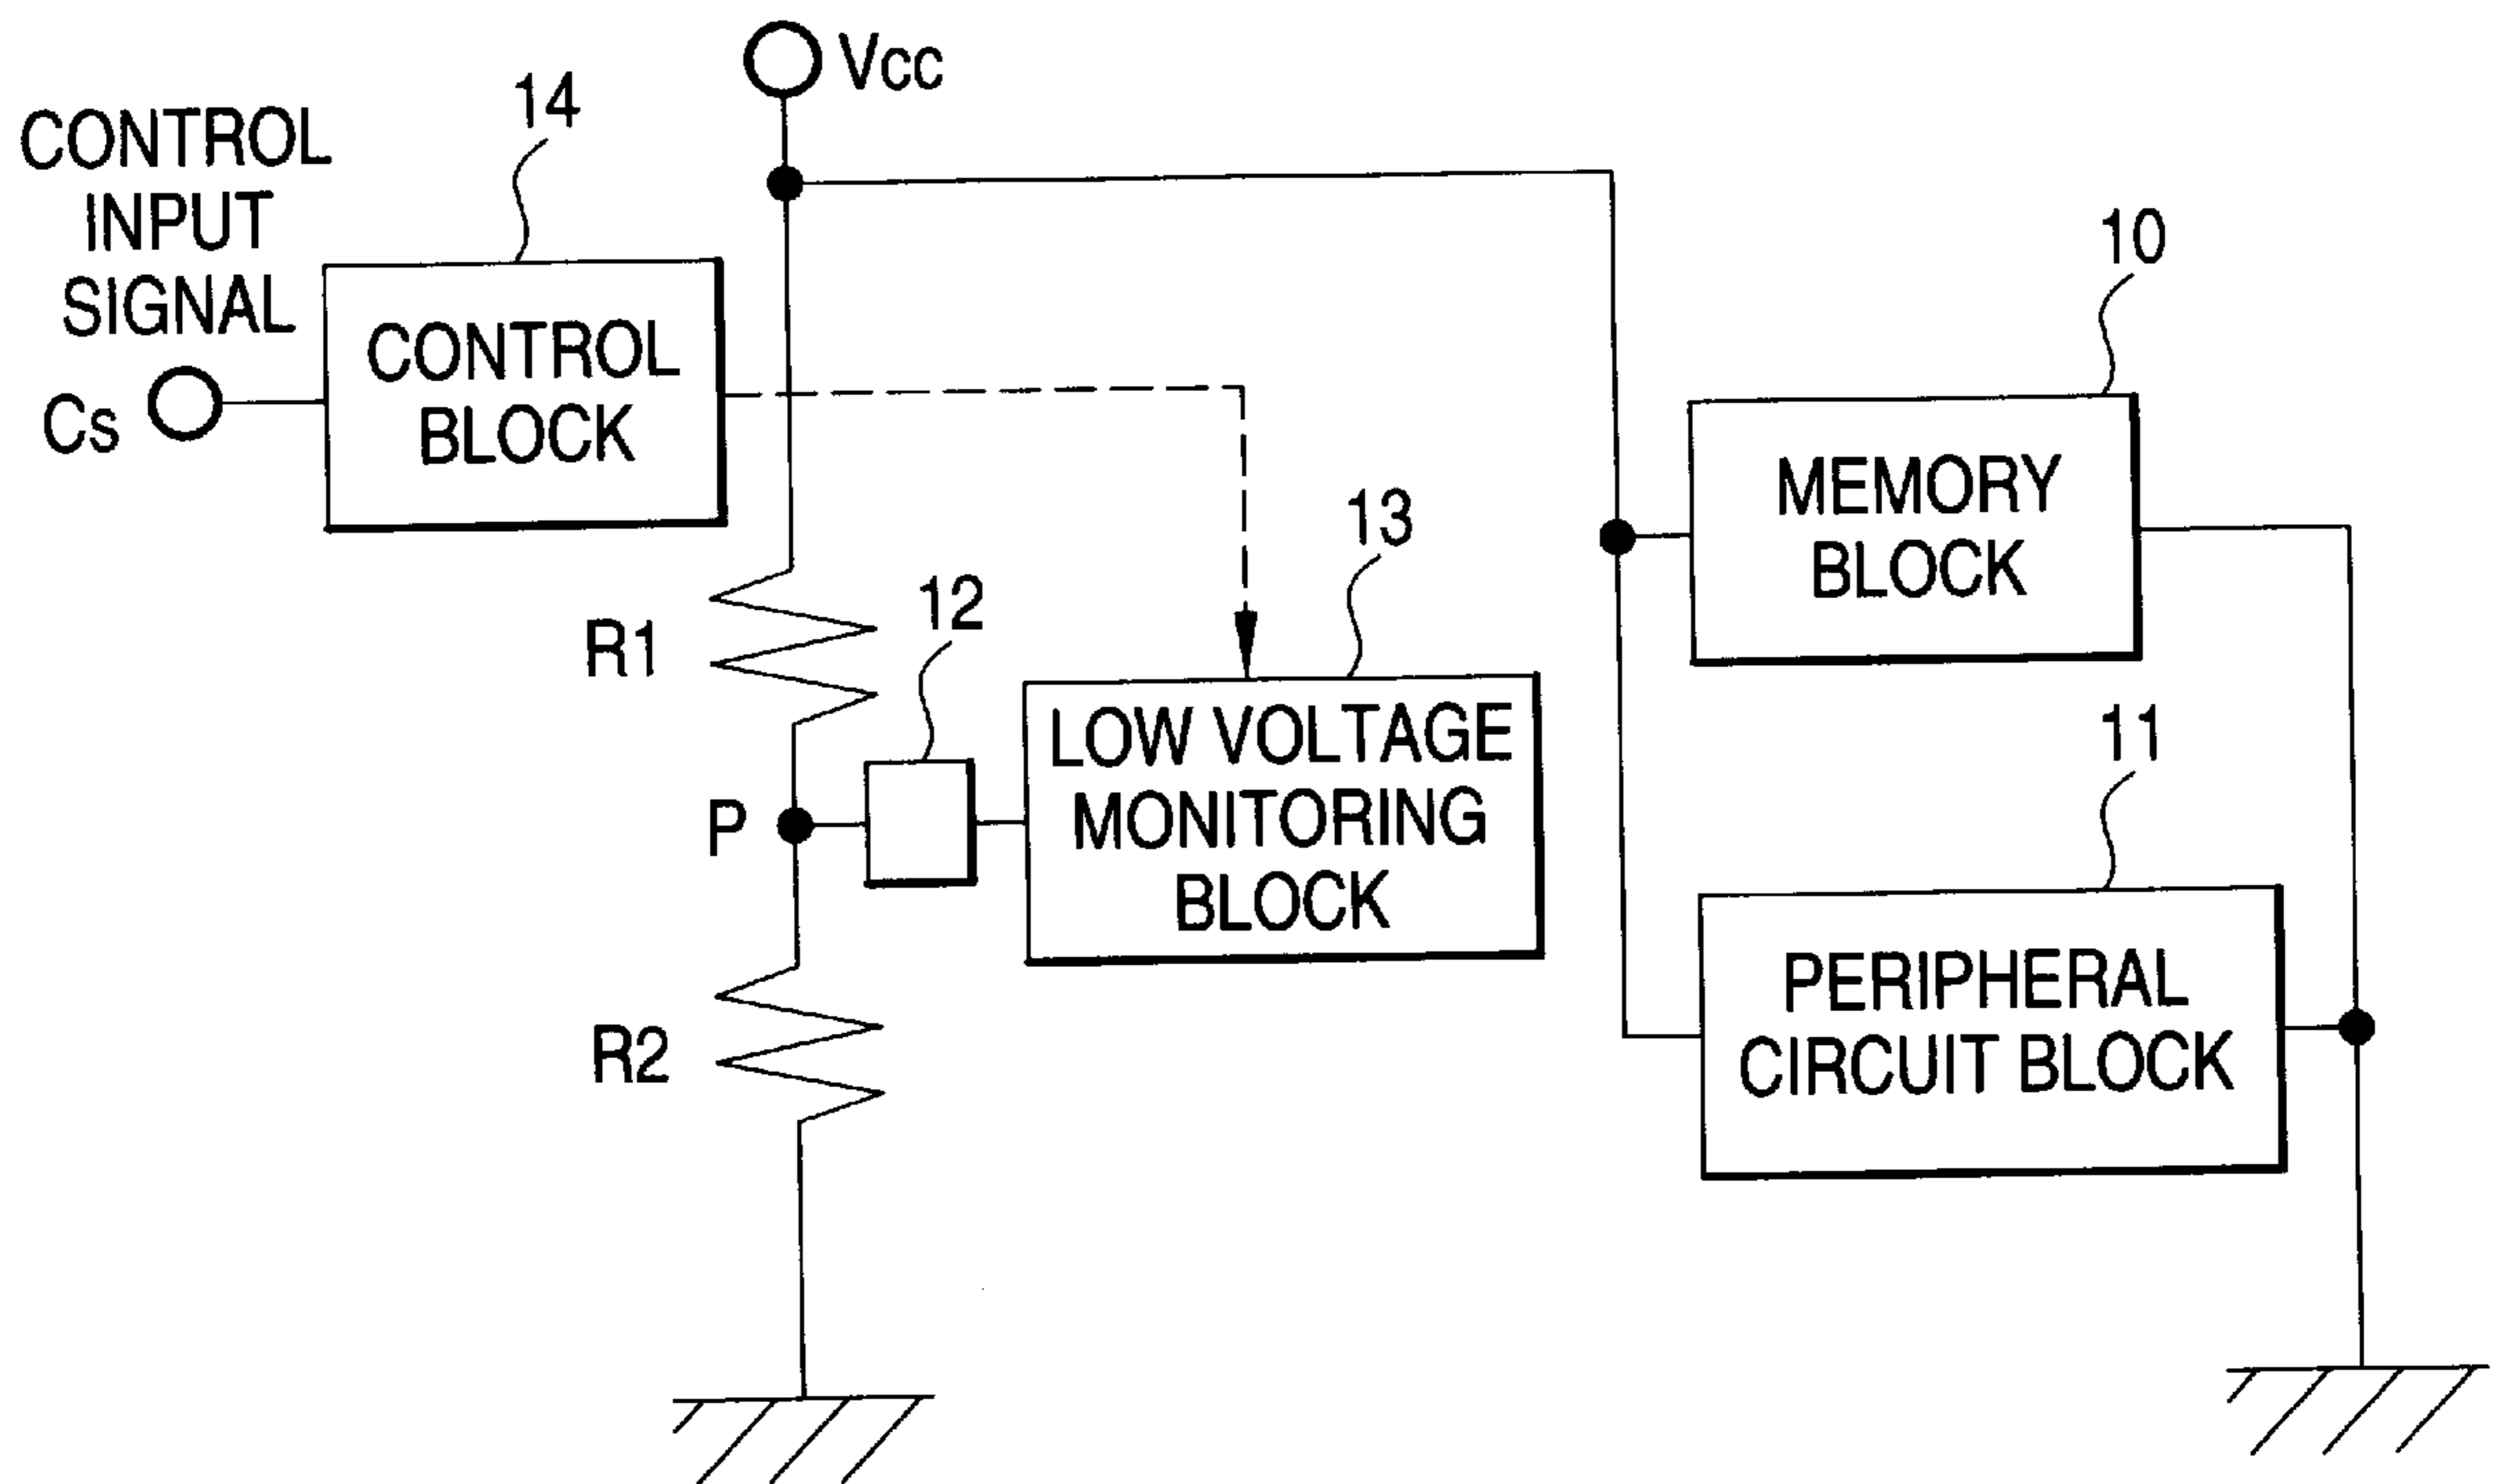 Vcc
14
CONTROL
INPUT
SIGNAL
Cs
CONTROL
BLOCK
10
MEMORY
BLOCK
13
12
R1
LOW VOLTAGE
MONITORING
BLOCK
P
11
PERIPHERAL
CIRCUIT BLOCK
R2